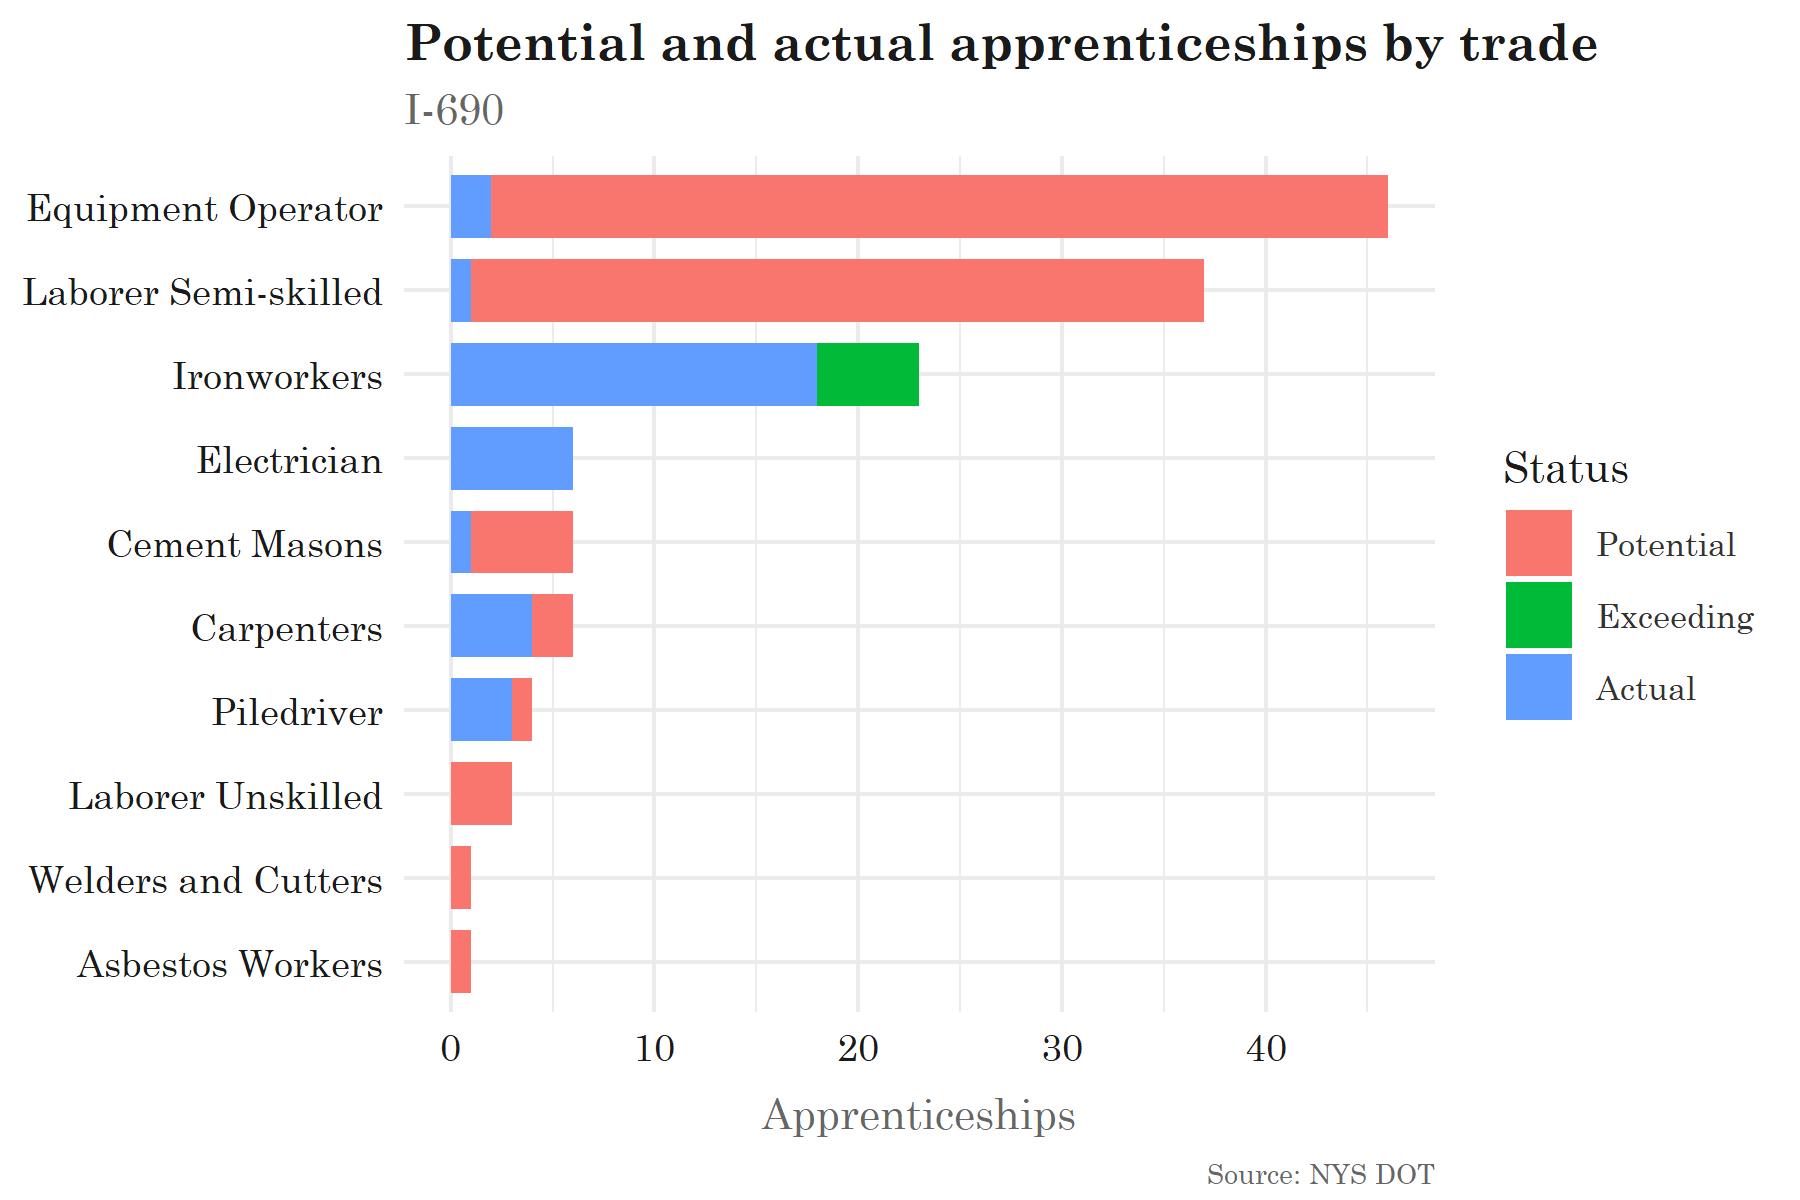 Potential and actual apprenticeships by trade
I-690
Equipment Operator
Laborer Semi-skilled
Ironworkers
Electrician
Cement Masons
Carpenters
Piledriver
Laborer Unskilled
Welders and Cutters
Asbestos Workers
0 10 20 30 40
Apprenticeships
Status
Potential
Exceeding
Actual
Source: NYS DOT